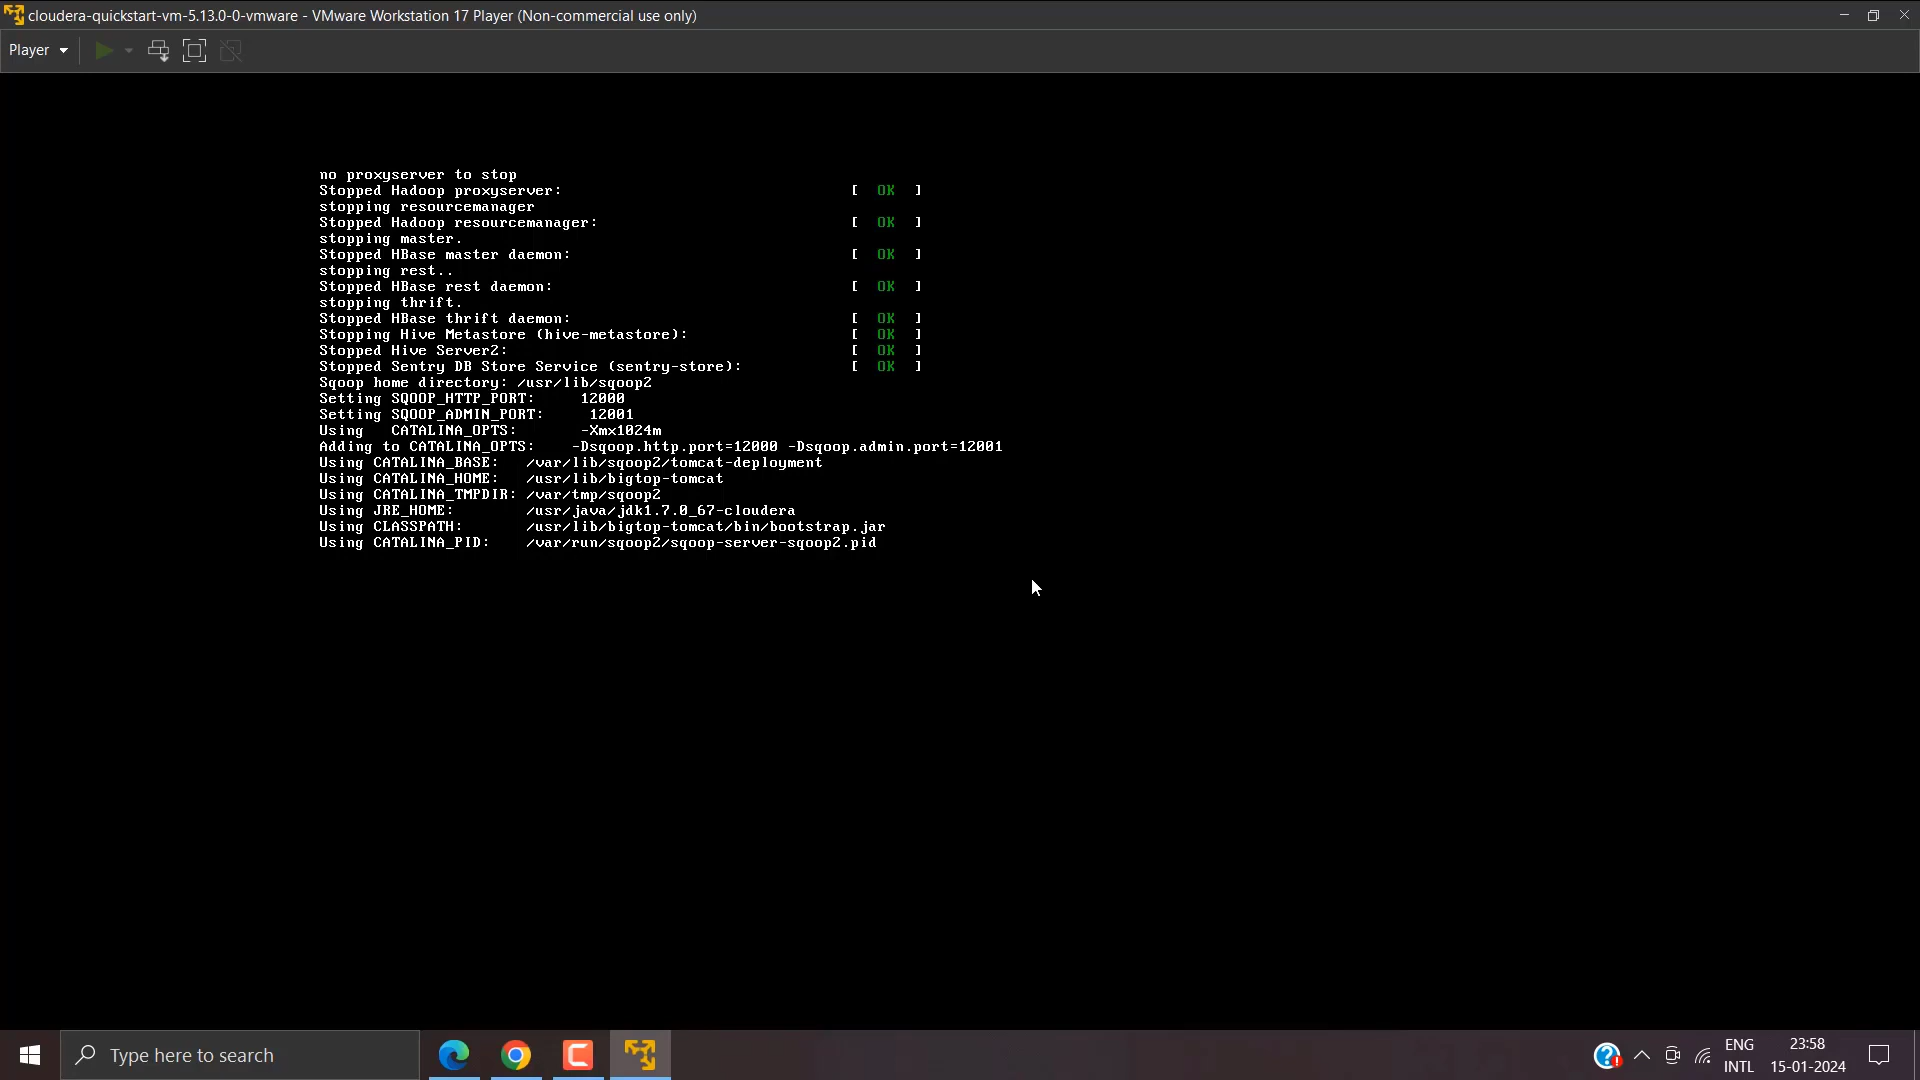 cloudera-quickstart-vm-5.13.0-0-vmware - VMware Workstation 17 Player (Non-commercial use only)
Player
no proxyserver to stop
Stopped Hadoop proxyserver: [ OK ]
stopping resourcemanager
Stopped Hadoop resourcemanager: [ OK ]
stopping master.
Stopped HBase master daemon: [ OK ]
stopping rest..
Stopped HBase rest daemon: [ OK ]
stopping thrift.
Stopped HBase thrift daemon: [ OK ]
Stopping Hive Metastore (hive-metastore): [ OK ]
Stopped Hive Server2: [ OK ]
Stopped Sentry DB Store Service (sentry-store): [ OK ]
Sqoop home directory: /usr/lib/sqoop2
Setting SQOOP_HTTP_PORT: 12000
Setting SQOOP_ADMIN_PORT: 12001
Using CATALINA_OPTS: -Xmx1024m
Adding to CATALINA_OPTS: -Dsqoop.http.port=12000 -Dsqoop.admin.port=12001
Using CATALINA_BASE: /var/lib/sqoop2/tomcat-deployment
Using CATALINA_HOME: /usr/lib/bigtop-tomcat
Using CATALINA_TMPDIR: /var/tmp/sqoop2
Using JRE_HOME: /usr/java/jdk1.7.0_67-cloudera
Using CLASSPATH: /usr/lib/bigtop-tomcat/bin/bootstrap.jar
Using CATALINA_PID: /var/run/sqoop2/sqoop-server-sqoop2.pid
Type here to search
ENG
INTL
23:58
15-01-2024